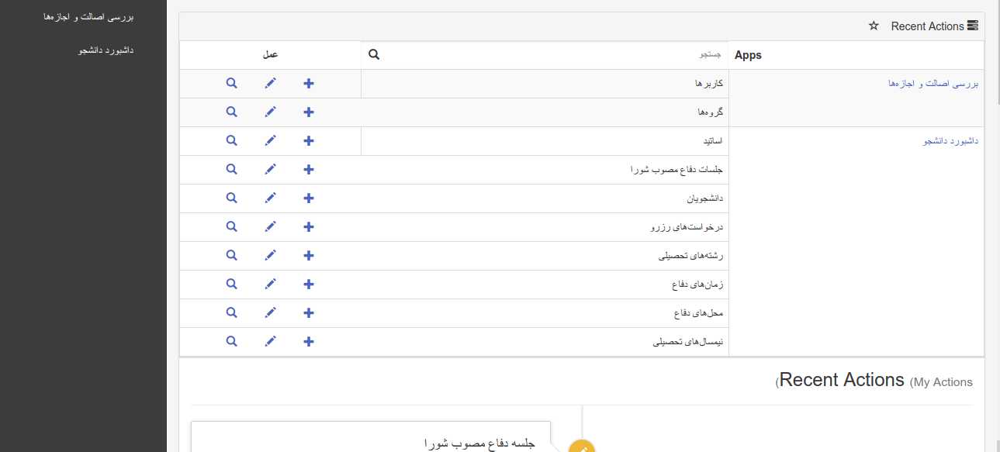 بررسی اصالت و اجازه‌ها
داشبورد دانشجو
Recent Actions
Apps
جستجو
عمل
بررسی اصالت و اجازه‌ها
کاربرها
گروه‌ها
داشبورد دانشجو
اساتید
جلسات دفاع مصوب شورا
دانشجویان
درخواست‌های رزرو
رشته‌های تحصیلی
زمان‌های دفاع
محل‌های دفاع
نیمسال‌های تحصیلی
(Recent Actions (My Actions
جلسه دفاع مصوب شورا